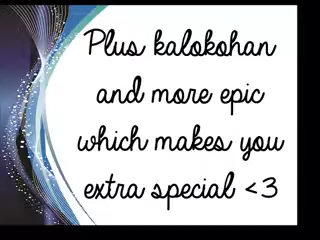 Plus kalokohan
and more epic
which makes you
extra special <3